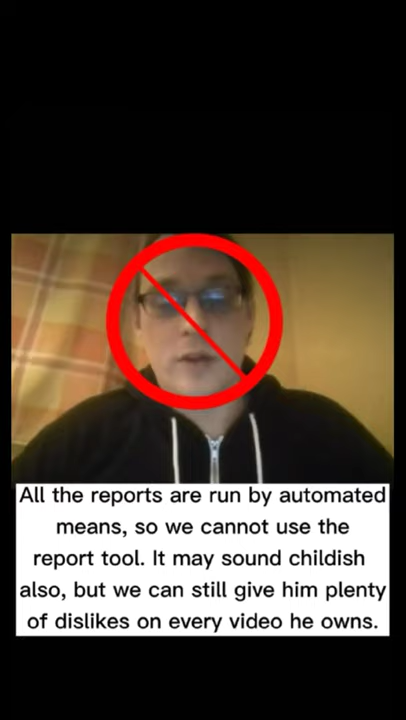 All the reports are run by automated
means, so we cannot use the
report tool. It may sound childish
also, but we can still give him plenty
of dislikes on every video he owns.